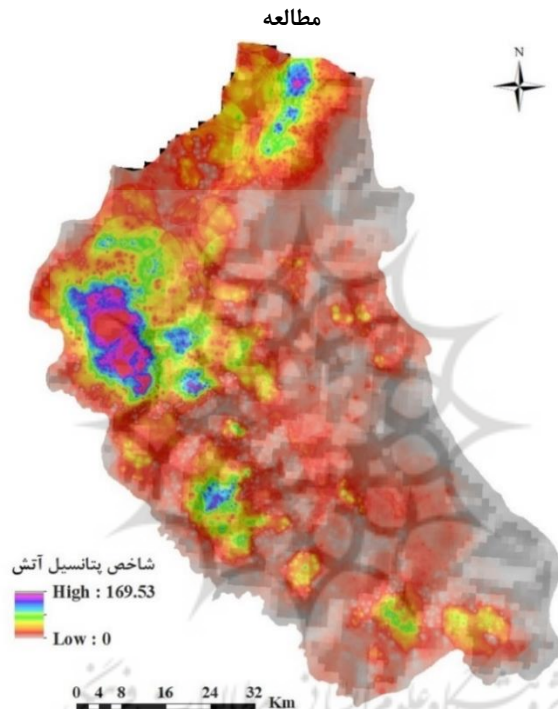 مطالعه
N
شاخص پتانسیل آتش
High : 169.53
Low : 0
0 4 8 16 24 32
Km